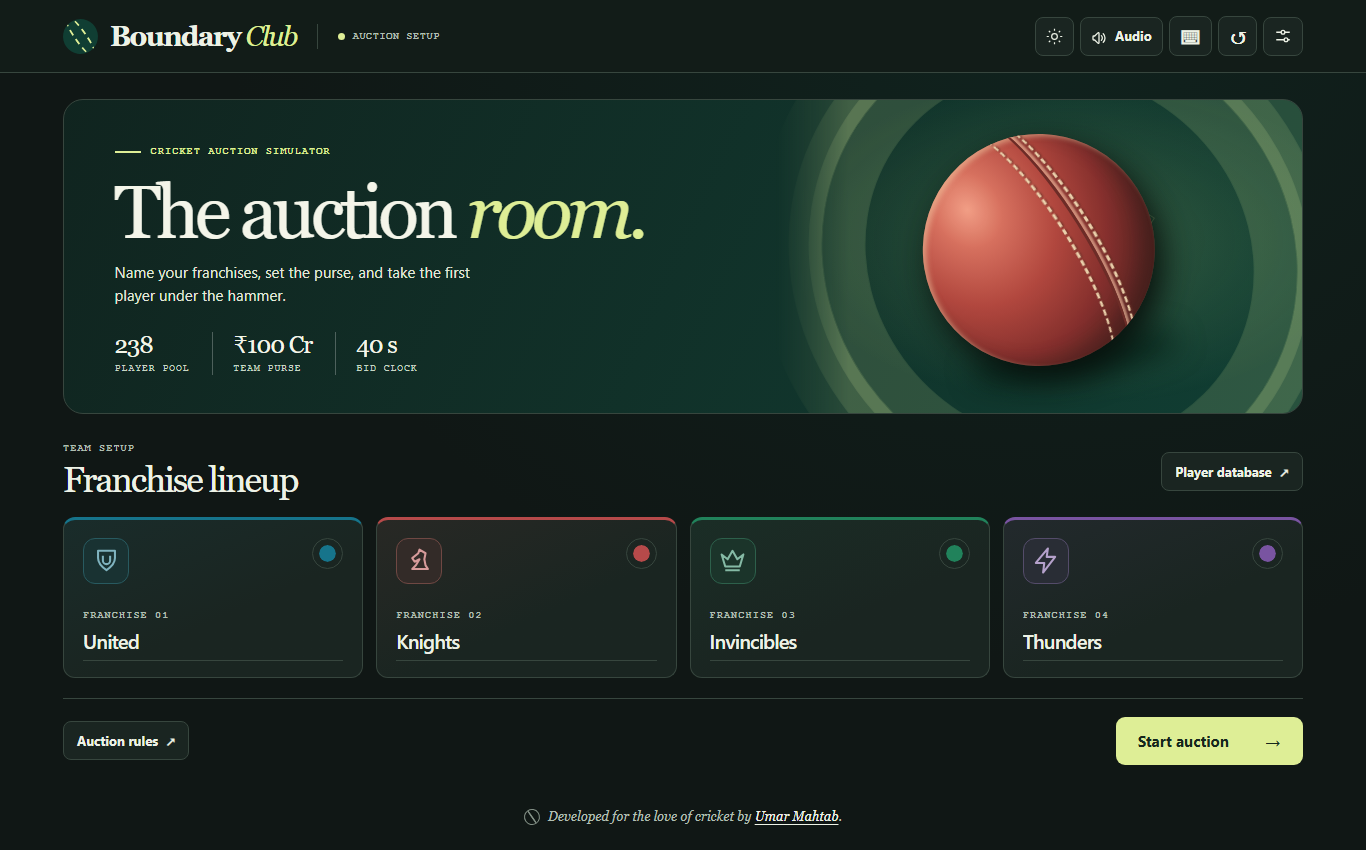 Boundary Club
AUCTION SETUP
Audio
CRICKET AUCTION SIMULATOR
The auction room.
Name your franchises, set the purse, and take the first
player under the hammer.
238
PLAYER POOL
₹100 Cr
TEAM PURSE
40 s
BID CLOCK
TEAM SETUP
Franchise lineup
Player database ↗
FRANCHISE 01
United
FRANCHISE 02
Knights
FRANCHISE 03
Invincibles
FRANCHISE 04
Thunders
Auction rules ↗
Start auction →
Developed for the love of cricket by Umar Mahtab.